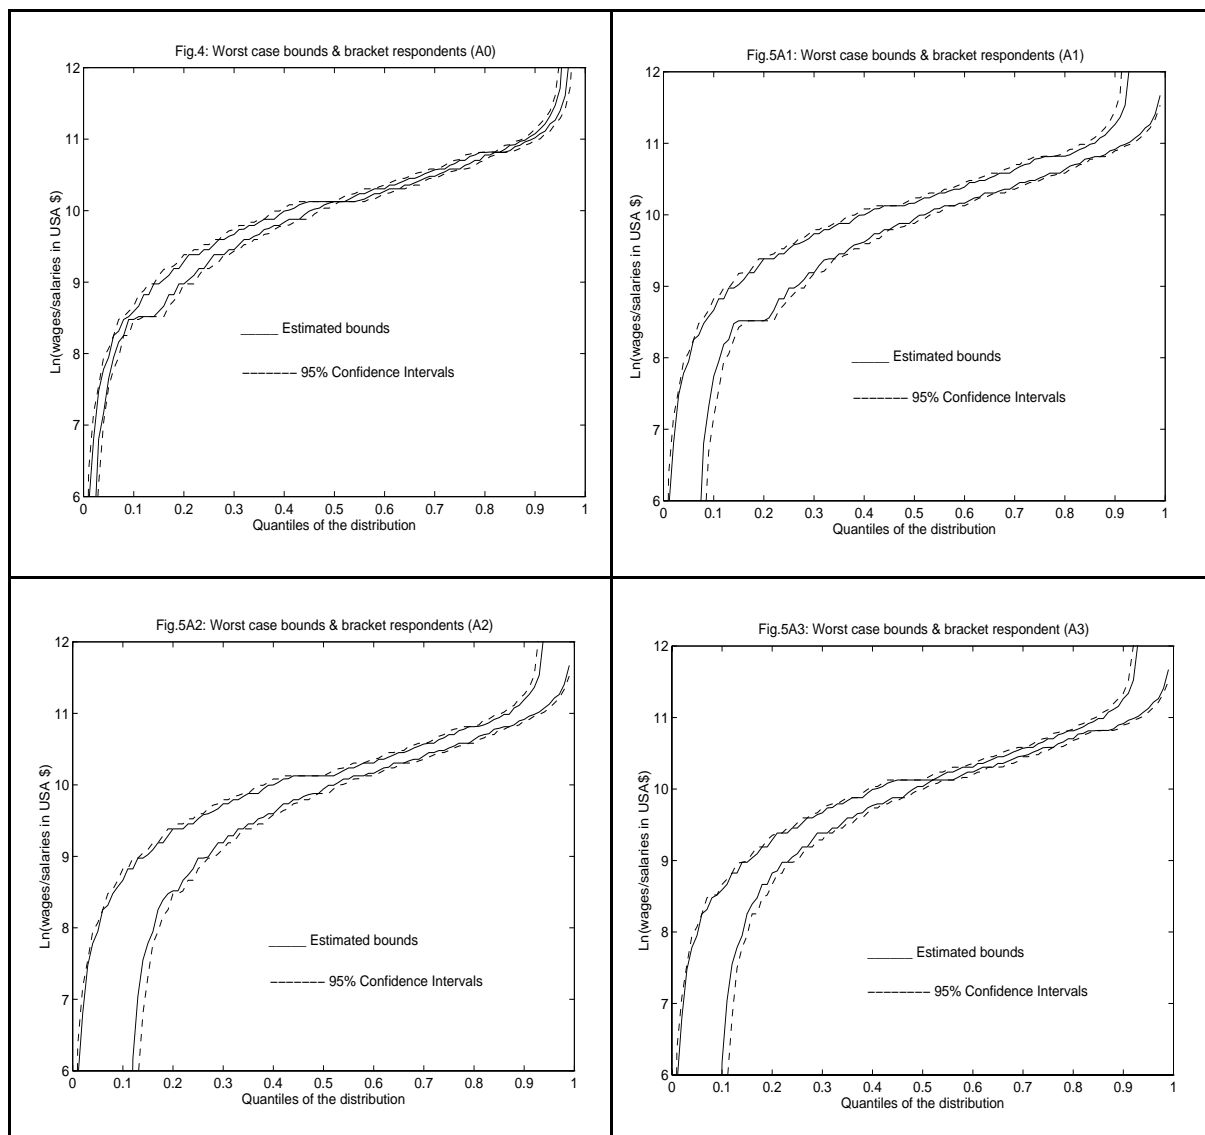 Fig.4: Worst case bounds & bracket respondents (A0)
12
11
10
9
8
7
6
Ln(wages/salaries in USA $)
_____ Estimated bounds
------- 95% Confidence Intervals
0 0.1 0.2 0.3 0.4 0.5 0.6 0.7 0.8 0.9 1
Quantiles of the distribution
Fig.5A1: Worst case bounds & bracket respondents (A1)
12
11
10
9
8
7
6
Ln(wages/salaries in USA $)
_____ Estimated bounds
------- 95% Confidence Intervals
0 0.1 0.2 0.3 0.4 0.5 0.6 0.7 0.8 0.9 1
Quantiles of the distribution
Fig.5A2: Worst case bounds & bracket respondents (A2)
12
11
10
9
8
7
6
Ln(wages/salaries in USA $)
_____ Estimated bounds
------- 95% Confidence Intervals
0 0.1 0.2 0.3 0.4 0.5 0.6 0.7 0.8 0.9 1
Quantiles of the distribution
Fig.5A3: Worst case bounds & bracket respondent (A3)
12
11
10
9
8
7
6
Ln(wages/salaries in USA$)
______ Estimated bounds
--------- 95% Confidence Intervals
0 0.1 0.2 0.3 0.4 0.5 0.6 0.7 0.8 0.9 1
Quantiles of the distribution